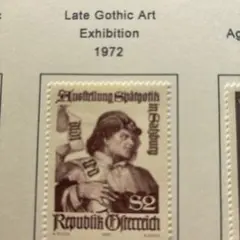 Late Gothic Art
Exhibition
1972
Ausstellung Spätgotik
in Salzburg
S2
Republik Österreich